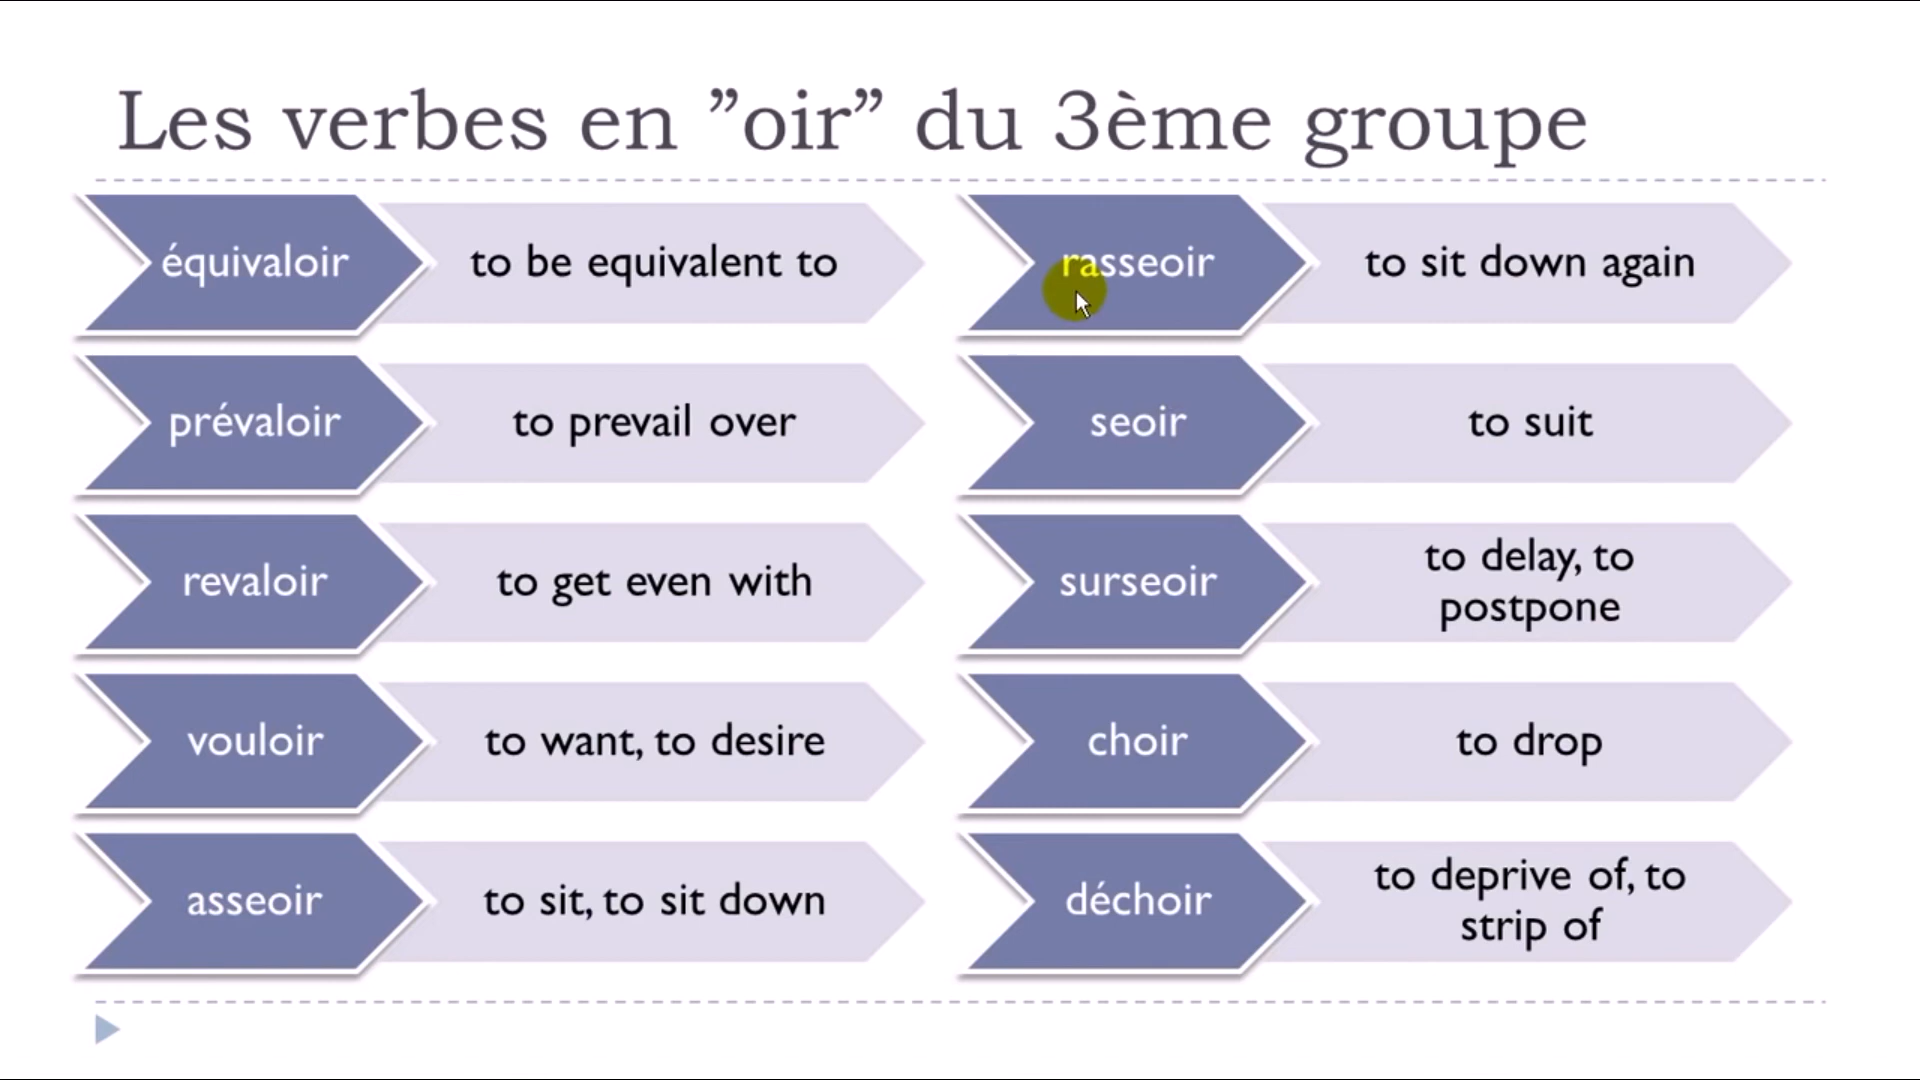 Les verbes en ”oir” du 3ème groupe
équivaloir
to be equivalent to
prévaloir
to prevail over
revaloir
to get even with
vouloir
to want, to desire
asseoir
to sit, to sit down
rasseoir
to sit down again
seoir
to suit
surseoir
to delay, to
postpone
choir
to drop
déchoir
to deprive of, to
strip of